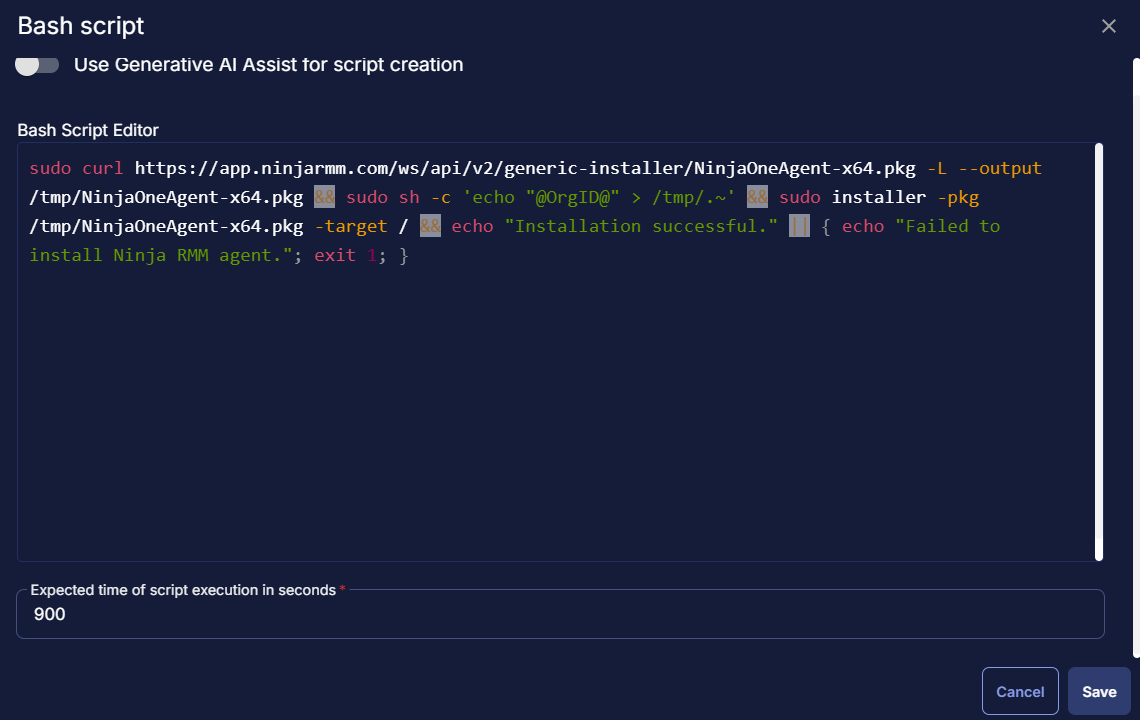 Bash script
Use Generative AI Assist for script creation
Bash Script Editor
sudo curl https://app.ninjarmm.com/ws/api/v2/generic-installer/NinjaOneAgent-x64.pkg -L --output
/tmp/NinjaOneAgent-x64.pkg && sudo sh -c 'echo "@OrgID@" > /tmp/.~' && sudo installer -pkg
/tmp/NinjaOneAgent-x64.pkg -target / && echo "Installation successful." || { echo "Failed to
install Ninja RMM agent."; exit 1; }
Expected time of script execution in seconds *
900
Cancel Save